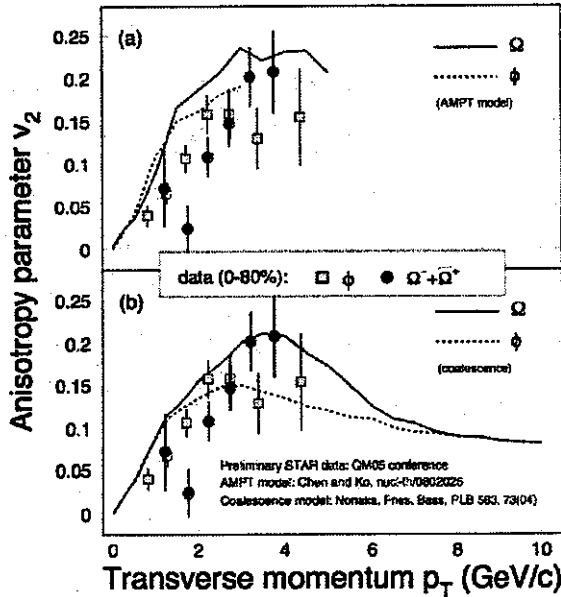 Anisotropy parameter v2
0.25
0.2
0.15
0.1
0.05
0
(a)
Ω
ϕ
(AMPT model)
data (0-80%): ϕ Ω⁻+Ω̄⁺
0.25
0.2
0.15
0.1
0.05
0
(b)
Ω
ϕ
(coalescence)
Preliminary STAR data: QM05 conference
AMPT model: Chen and Ko,
Coalescence model: Nonaka, Fries, Bass, PLB 583, 73(04)
0 2 4 6 8 10
Transverse momentum pT (GeV/c)